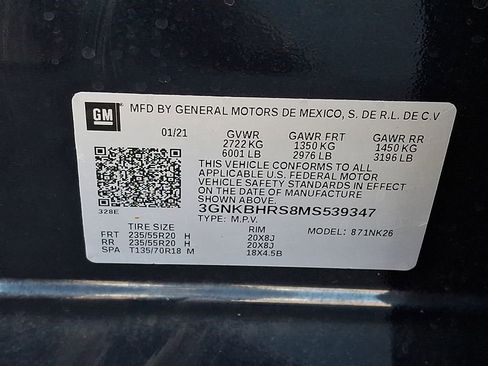 GM
MFD BY GENERAL MOTORS DE MEXICO, S. DE R.L. DE C.V
01/21 GVWR GAWR FRT GAWR RR
2722 KG 1350 KG 1450 KG
6001 LB 2976 LB 3196 LB
THIS VEHICLE CONFORMS TO ALL
APPLICABLE U.S. FEDERAL MOTOR
VEHICLE SAFETY STANDARDS IN
EFFECT ON THE DATE OF
MANUFACTURE SHOWN ABOVE.
3GNKBHRS8MS539347
328E TYPE: M.P.V.
TIRE SIZE RIM MODEL: 871NK26
FRT 235/55R20 H 20X8J
RR 235/55R20 H 20X8J
SPA T135/70R18 M 18X4.5B